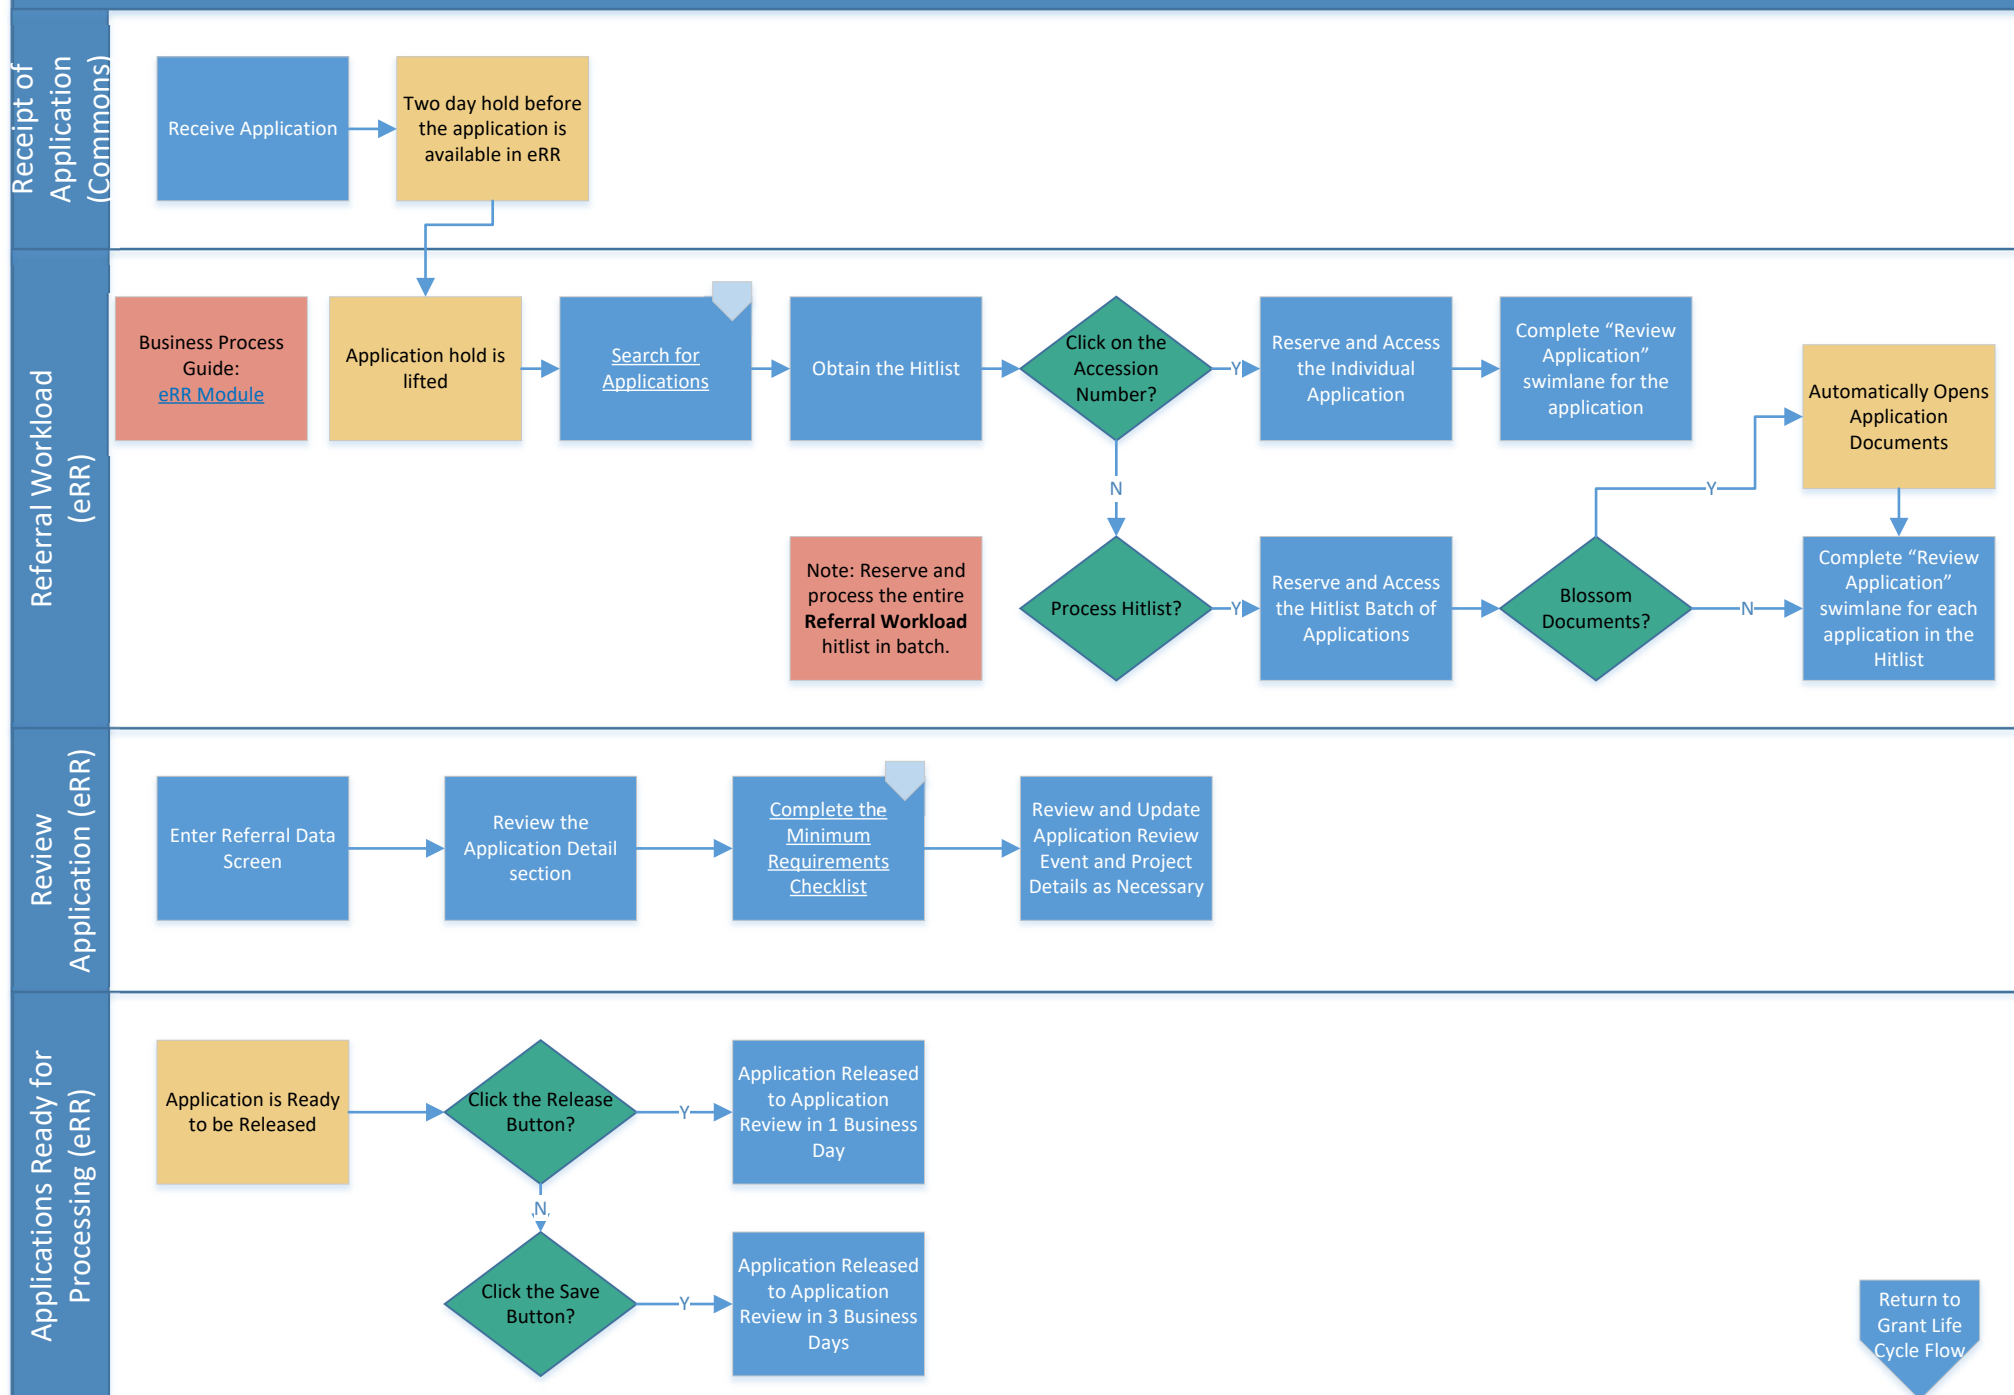 Receipt of
Application
(Commons)
Receive Application
Two day hold before
the application is
available in eRR
Referral Workload
(eRR)
Business Process
Guide:
eRR Module
Application hold is
lifted
Search for
Applications
Obtain the Hitlist
Click on the
Accession
Number?
Y
Reserve and Access
the Individual
Application
Complete “Review
Application”
swimlane for the
application
Automatically Opens
Application
Documents
N
Y
Note: Reserve and
process the entire
Referral Workload
hitlist in batch.
Process Hitlist?
Y
Reserve and Access
the Hitlist Batch of
Applications
Blossom
Documents?
N
Complete “Review
Application”
swimlane for each
application in the
Hitlist
Review
Application (eRR)
Enter Referral Data
Screen
Review the
Application Detail
section
Complete the
Minimum
Requirements
Checklist
Review and Update
Application Review
Event and Project
Details as Necessary
Applications Ready for
Processing (eRR)
Application is Ready
to be Released
Click the Release
Button?
Y
Application Released
to Application
Review in 1 Business
Day
N
Click the Save
Button?
Y
Application Released
to Application
Review in 3 Business
Days
Return to
Grant Life
Cycle Flow